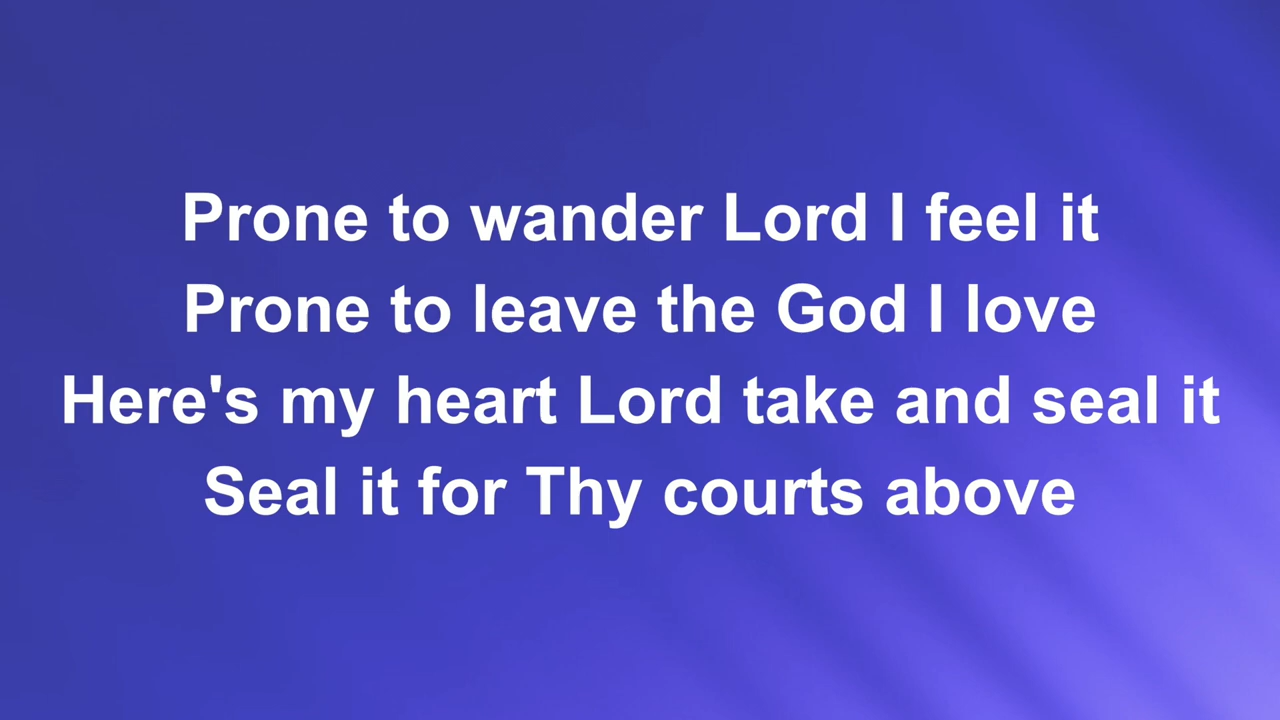 Prone to wander Lord I feel it
Prone to leave the God I love
Here's my heart Lord take and seal it
Seal it for Thy courts above